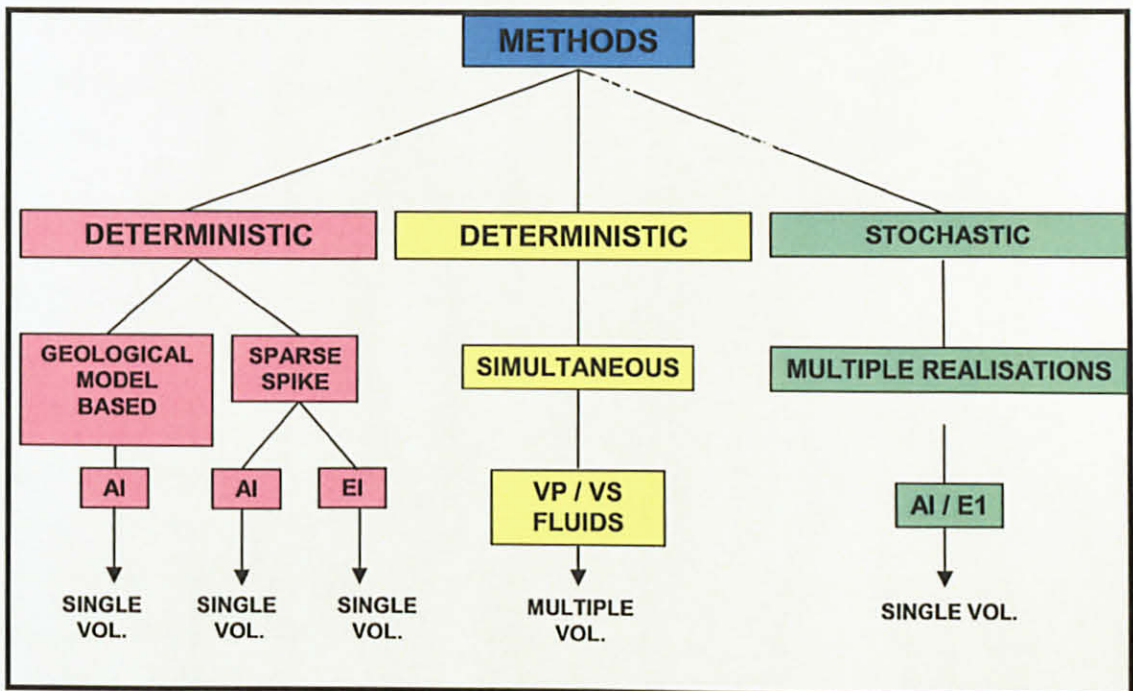 METHODS
DETERMINISTIC
DETERMINISTIC
STOCHASTIC
GEOLOGICAL
MODEL
BASED
SPARSE
SPIKE
SIMULTANEOUS
MULTIPLE REALISATIONS
AI
AI
EI
VP / VS
FLUIDS
AI / E1
SINGLE
VOL.
SINGLE
VOL.
SINGLE
VOL.
MULTIPLE
VOL.
SINGLE VOL.